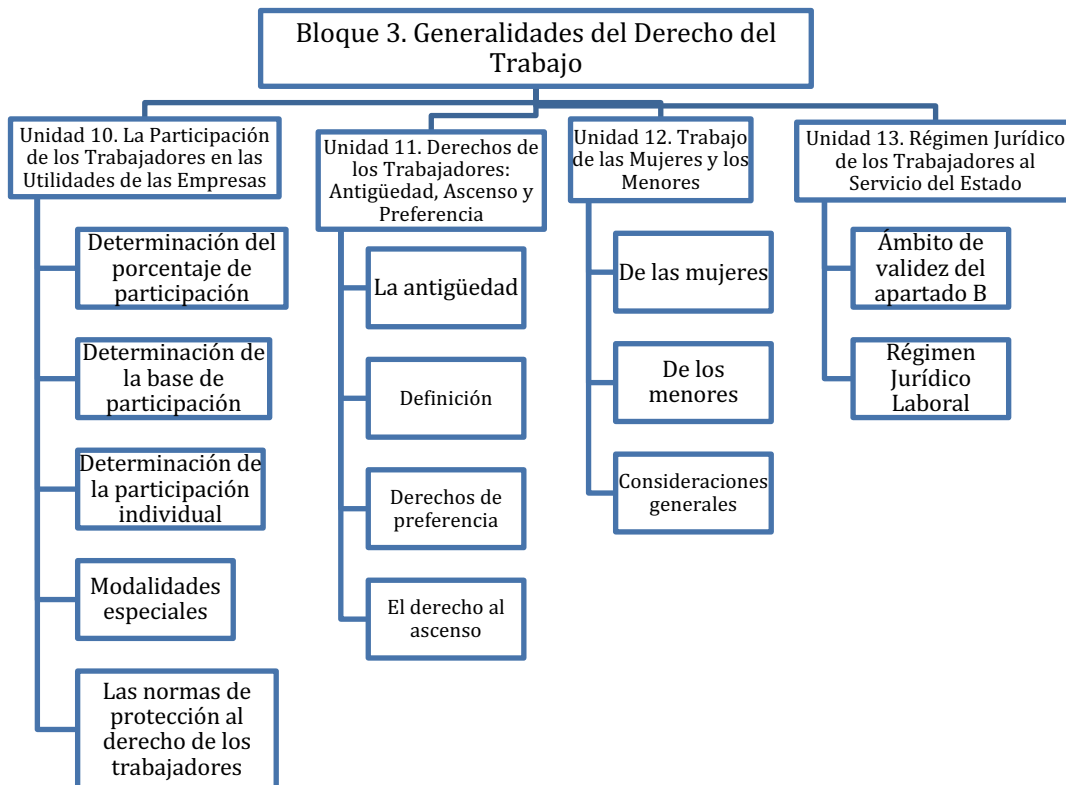 Bloque 3. Generalidades del Derecho del
Trabajo
Unidad 10. La Participación
de los Trabajadores en las
Utilidades de las Empresas
Determinación del
porcentaje de
participación
Determinación de
la base de
participación
Determinación de
la participación
individual
Modalidades
especiales
Las normas de
protección al
derecho de los
trabajadores
Unidad 11. Derechos de
los Trabajadores:
Antigüedad, Ascenso y
Preferencia
La antigüedad
Definición
Derechos de
preferencia
El derecho al
ascenso
Unidad 12. Trabajo
de las Mujeres y los
Menores
De las mujeres
De los
menores
Consideraciones
generales
Unidad 13. Régimen Jurídico
de los Trabajadores al
Servicio del Estado
Ámbito de
validez del
apartado B
Régimen
Jurídico
Laboral